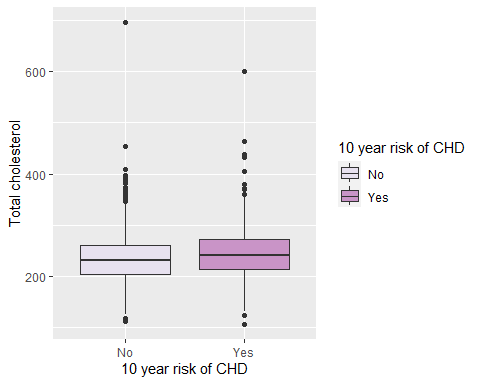 Total cholesterol
600
400
200
No
Yes
10 year risk of CHD
10 year risk of CHD
No
Yes